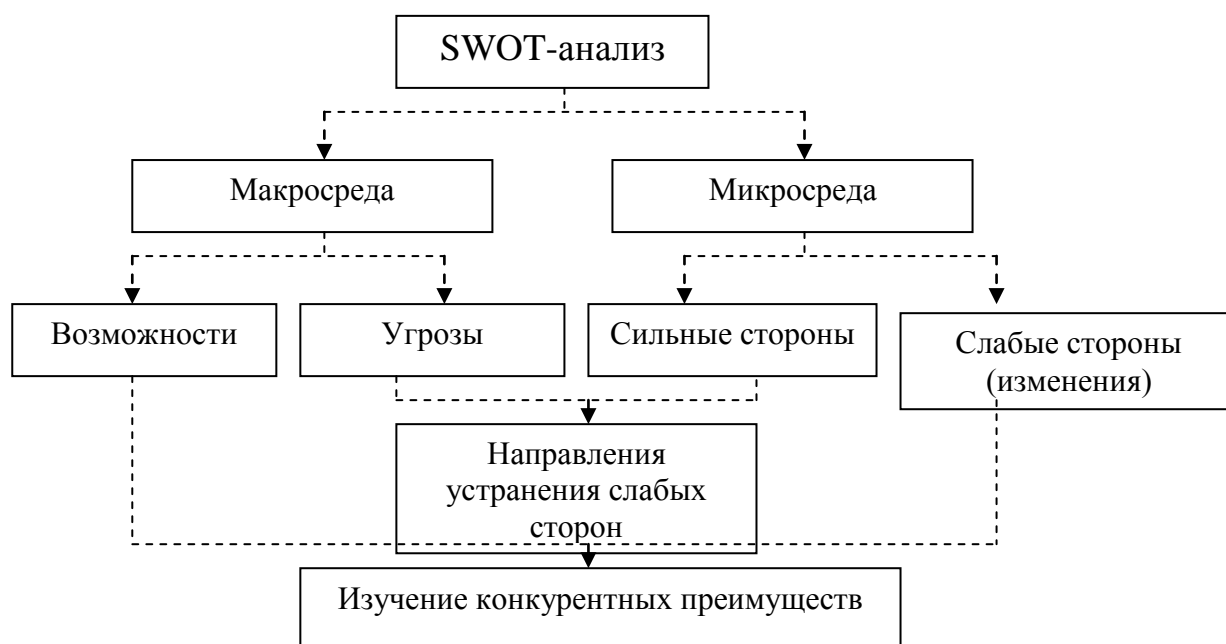 SWOT-анализ
Макросреда
Микросреда
Возможности
Угрозы
Сильные стороны
Слабые стороны
(изменения)
Направления
устранения слабых
сторон
Изучение конкурентных преимуществ